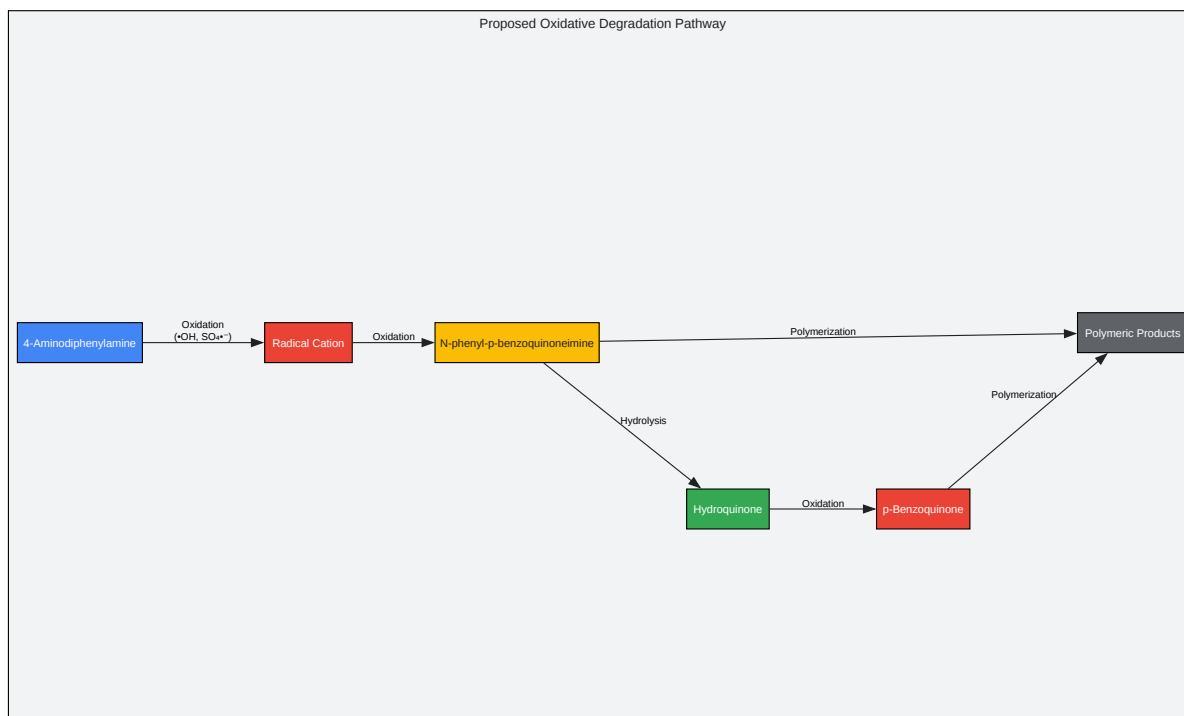 Proposed Oxidative Degradation Pathway
4-Aminodiphenylamine
Oxidation
(•OH, SO₄•⁻)
Radical Cation
Oxidation
N-phenyl-p-benzoquinoneimine
Polymerization
Polymeric Products
Hydrolysis
Polymerization
Hydroquinone
Oxidation
p-Benzoquinone